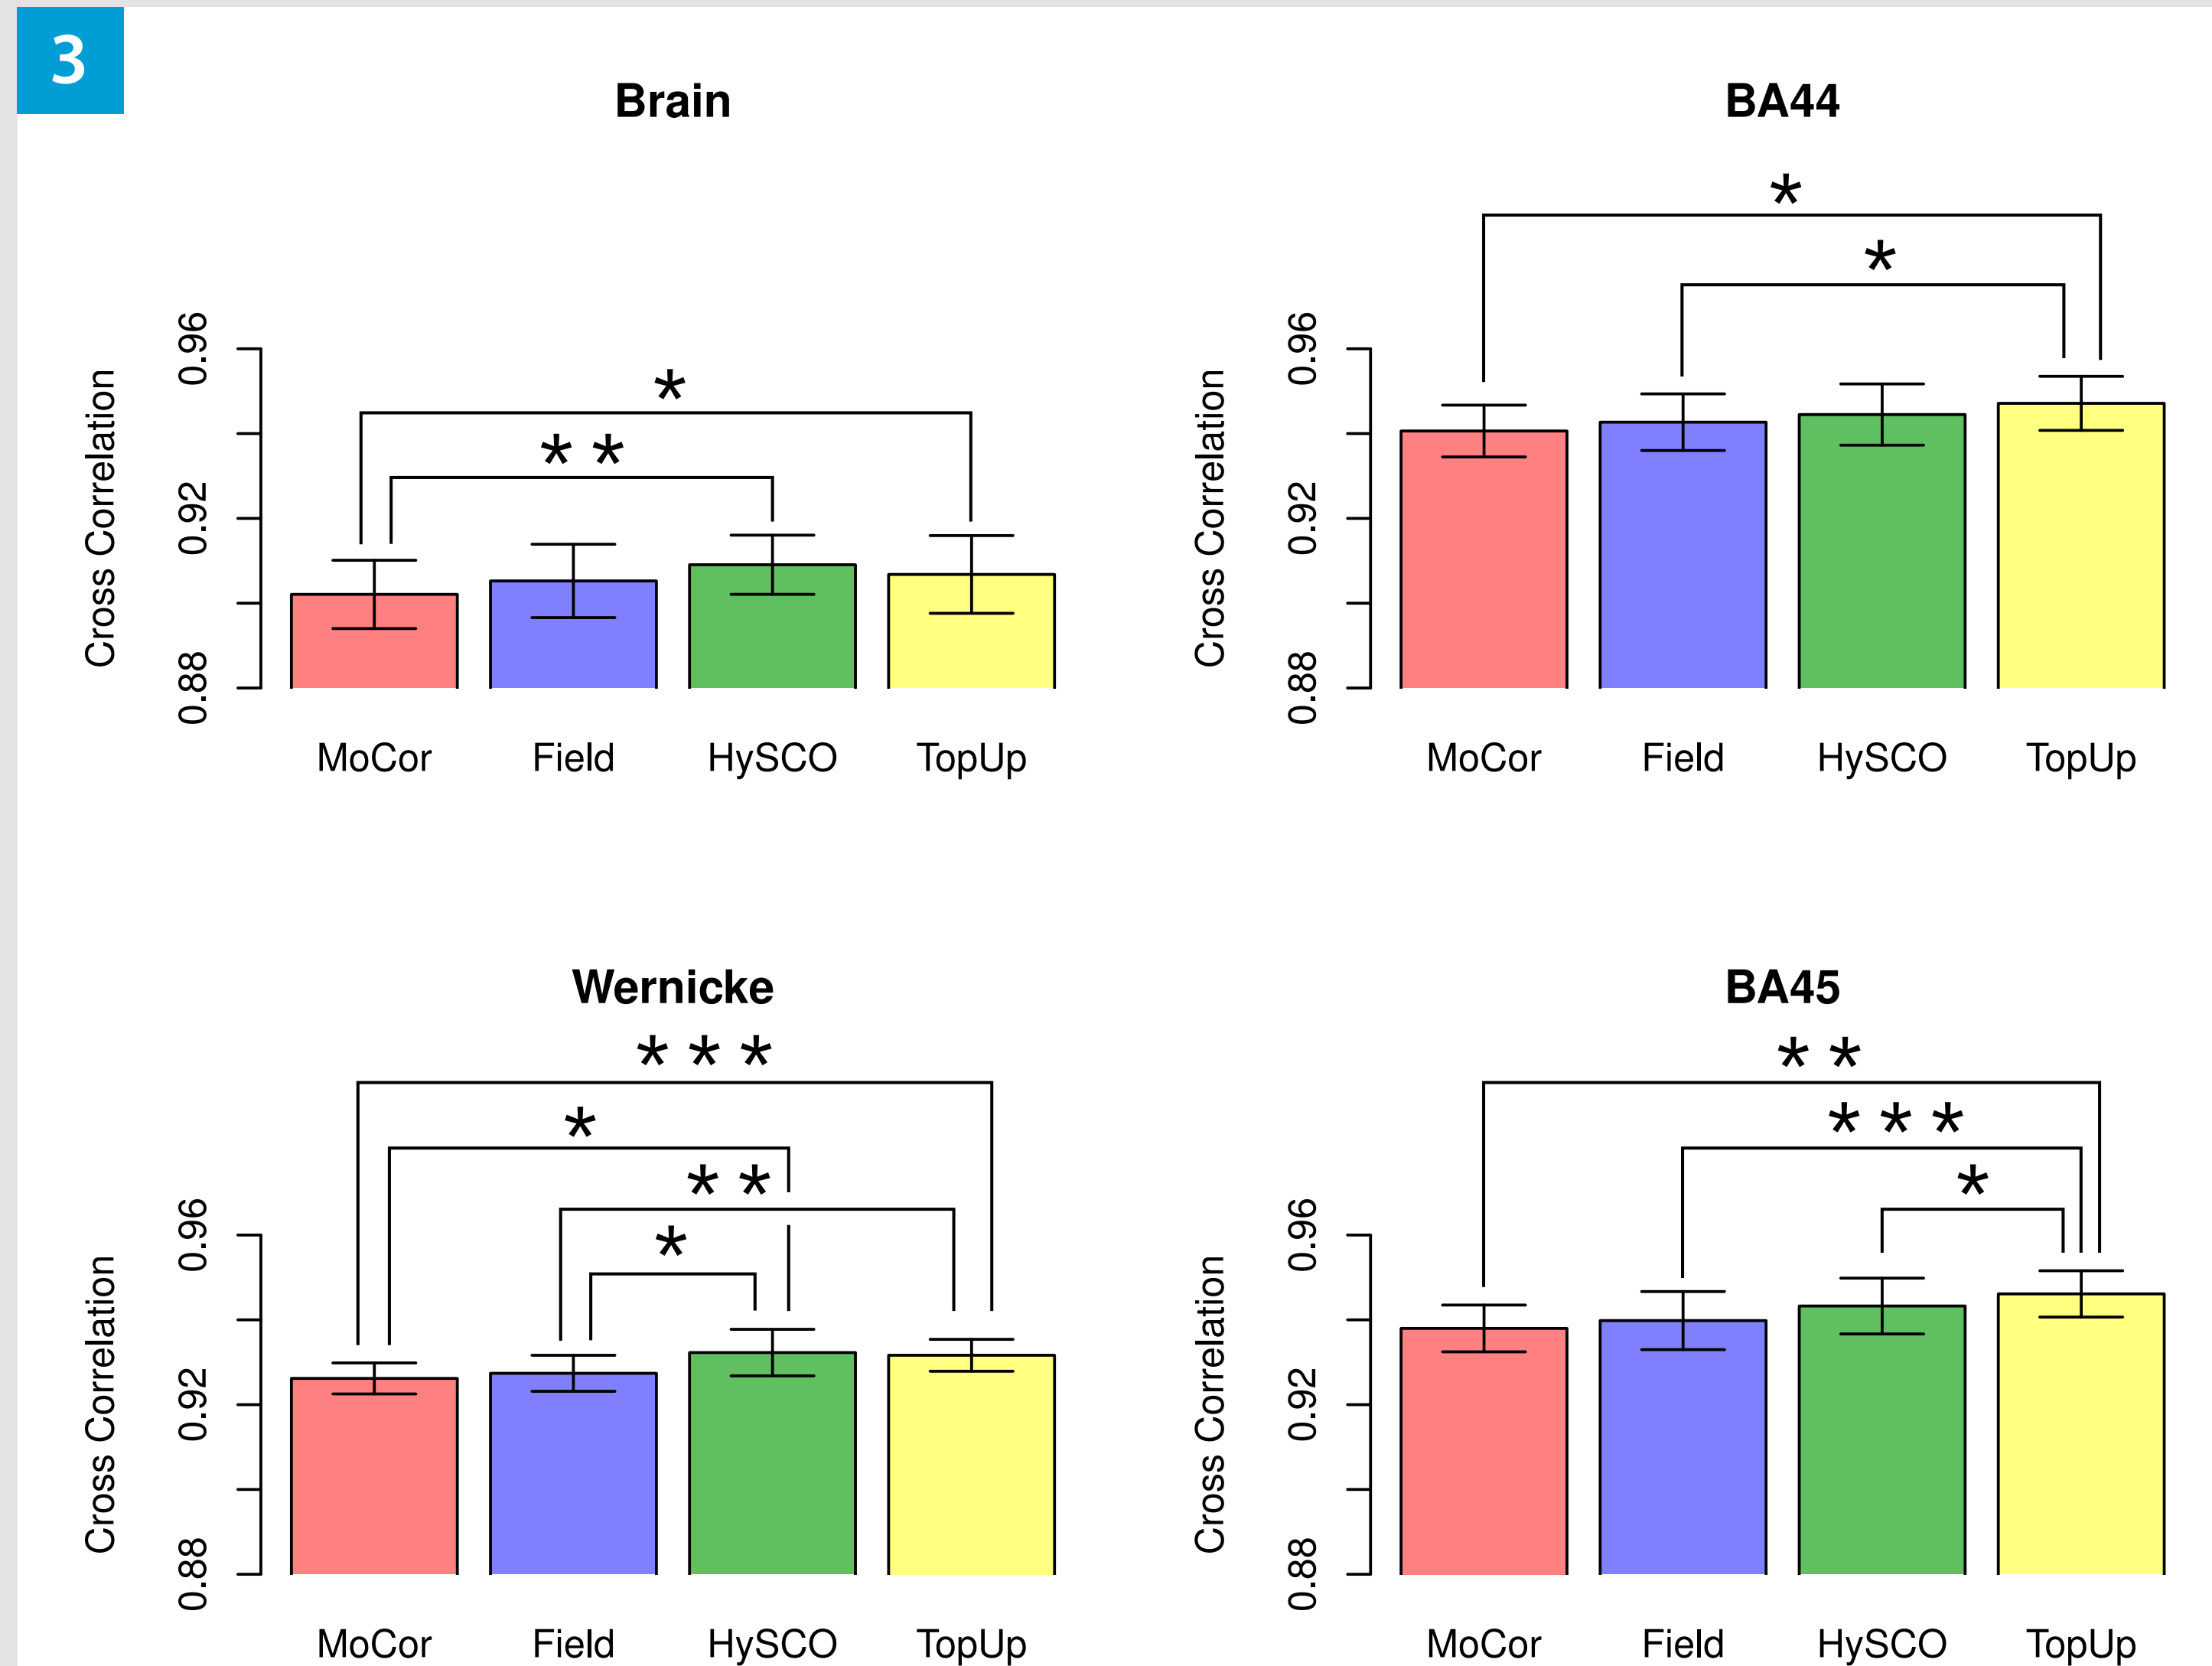 3
Brain
*
* *
Cross Correlation
0.96
0.92
0.88
MoCor Field HySCO TopUp
BA44
*
*
Cross Correlation
0.96
0.92
0.88
MoCor Field HySCO TopUp
Wernicke
* * *
*
* *
*
Cross Correlation
0.96
0.92
0.88
MoCor Field HySCO TopUp
BA45
* *
* * *
*
Cross Correlation
0.96
0.92
0.88
MoCor Field HySCO TopUp